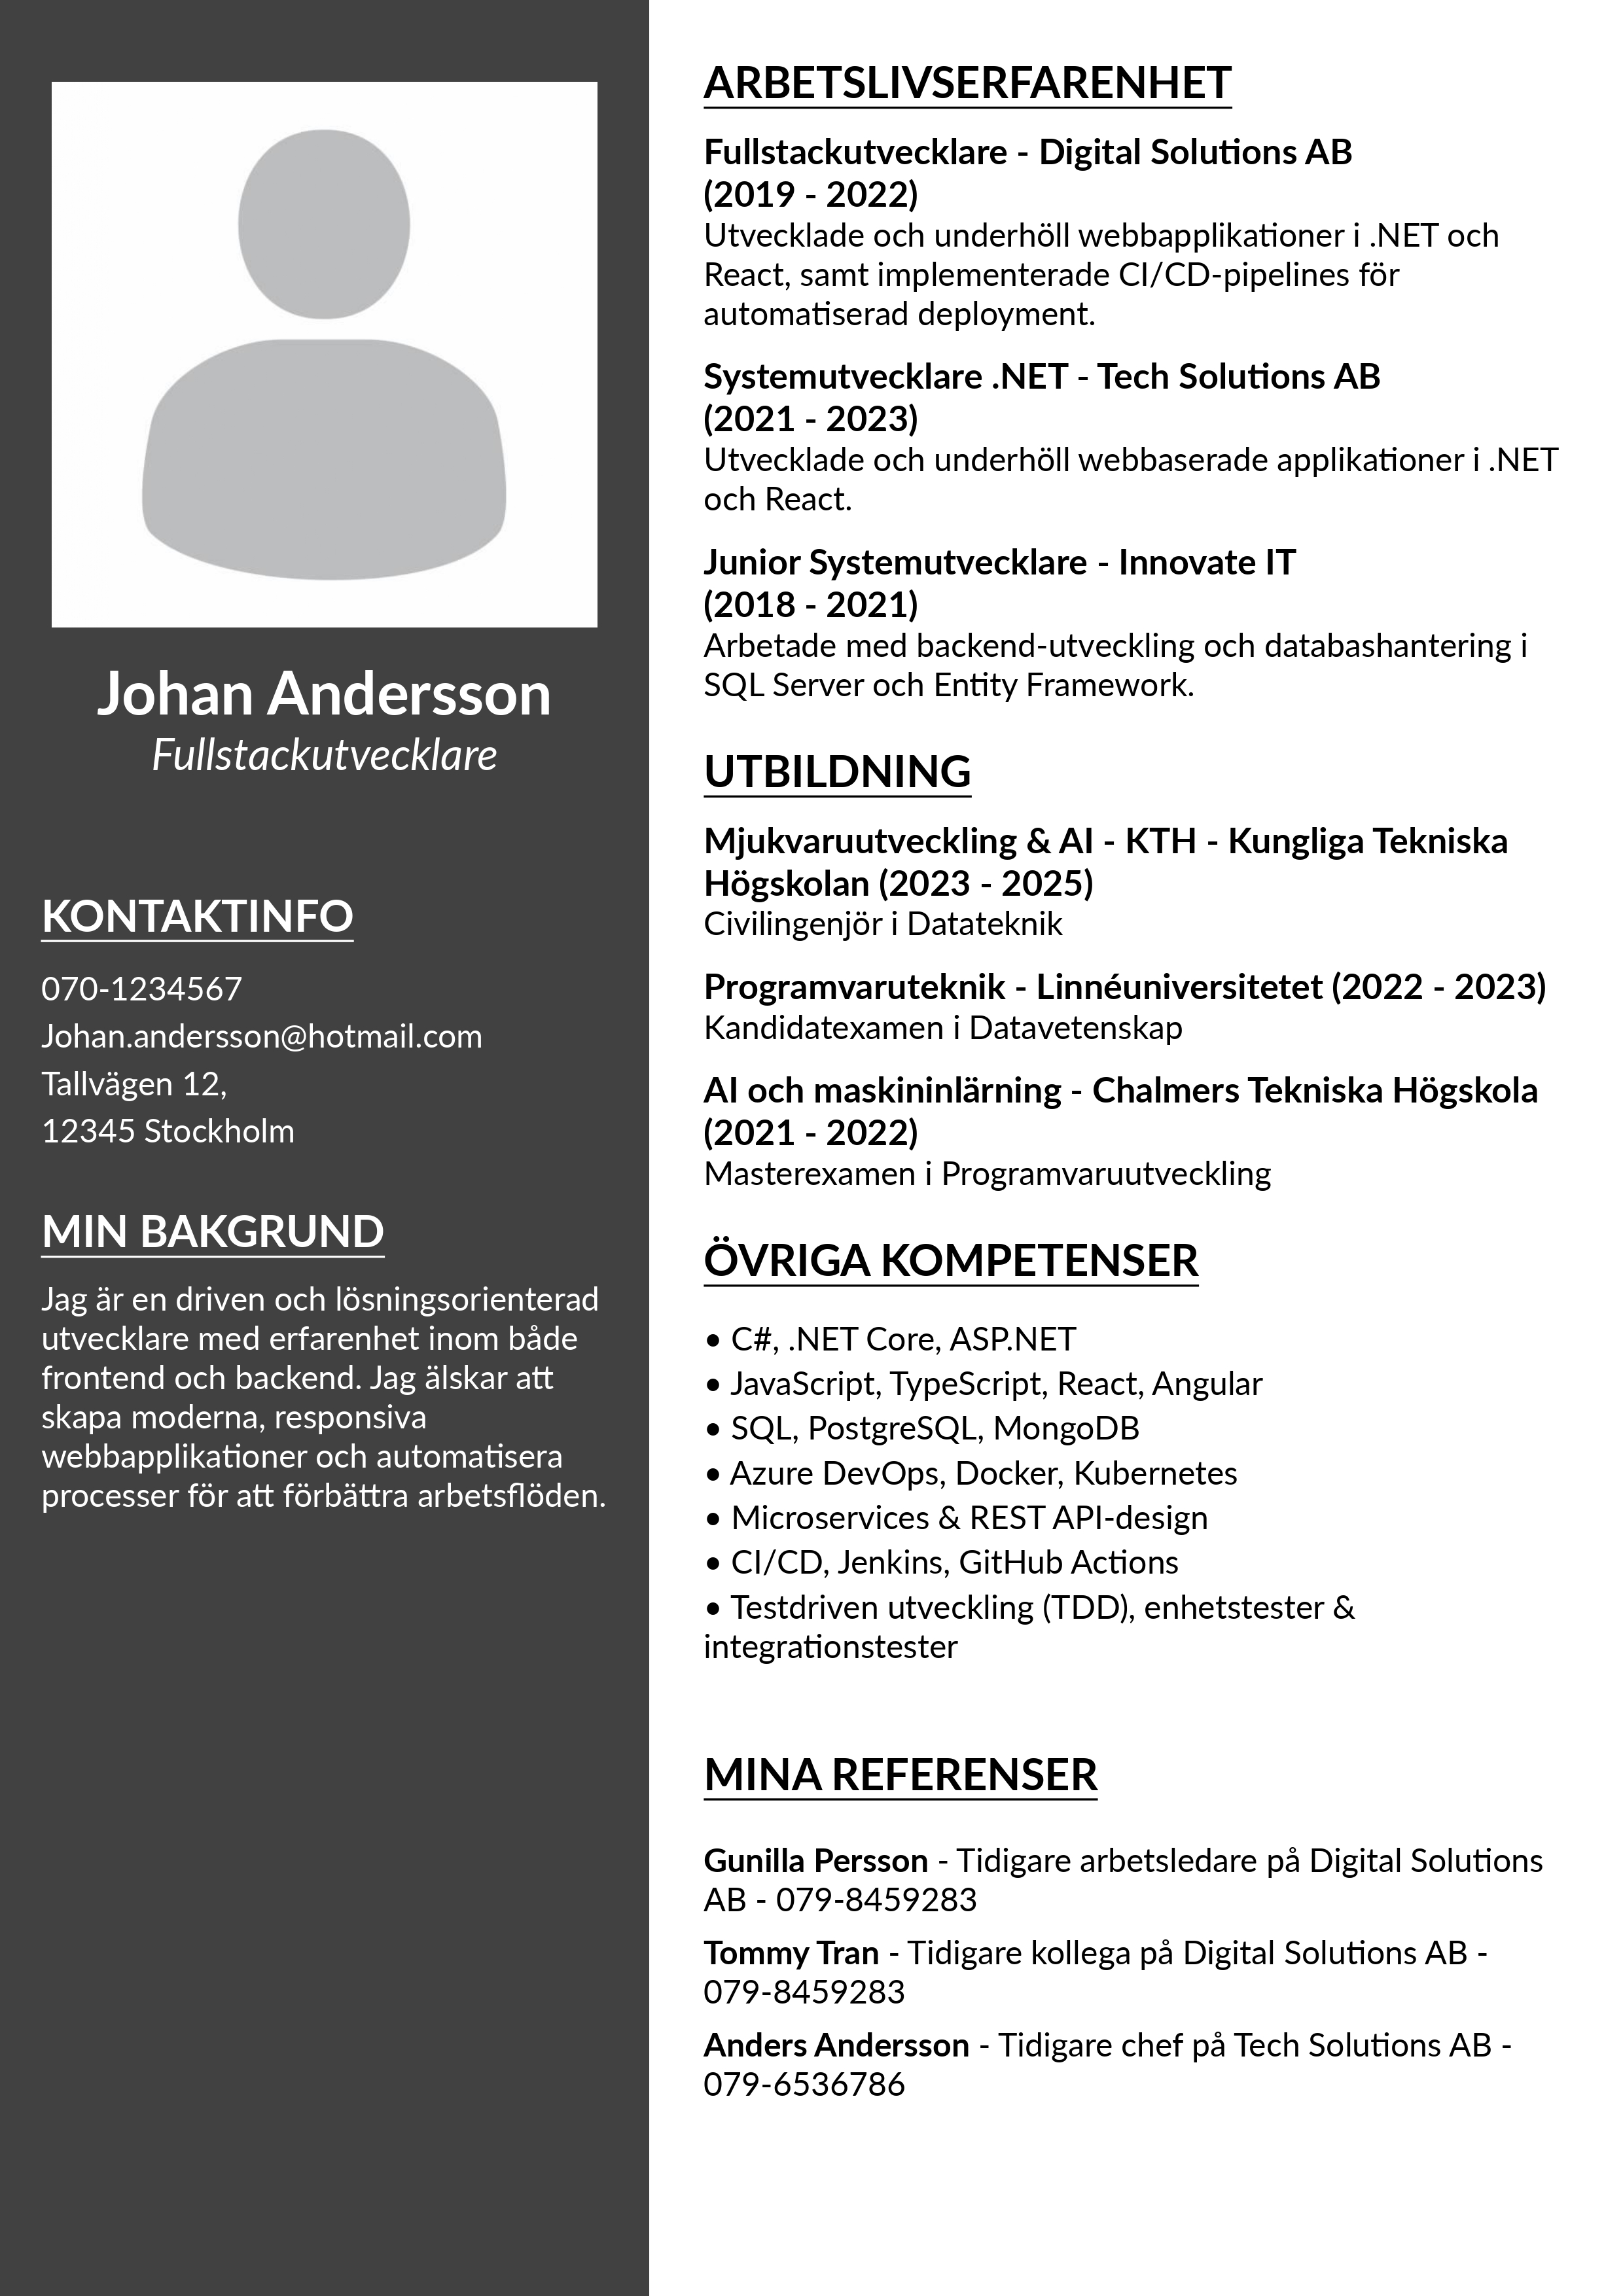 Johan Andersson
Fullstackutvecklare
KONTAKTINFO
070-1234567
Johan.andersson@hotmail.com
Tallvägen 12,
12345 Stockholm
MIN BAKGRUND
Jag är en driven och lösningsorienterad
utvecklare med erfarenhet inom både
frontend och backend. Jag älskar att
skapa moderna, responsiva
webbapplikationer och automatisera
processer för att förbättra arbetsflöden.
ARBETSLIVSERFARENHET
Fullstackutvecklare - Digital Solutions AB
(2019 - 2022)
Utvecklade och underhöll webbapplikationer i .NET och
React, samt implementerade CI/CD-pipelines för
automatiserad deployment.
Systemutvecklare .NET - Tech Solutions AB
(2021 - 2023)
Utvecklade och underhöll webbaserade applikationer i .NET
och React.
Junior Systemutvecklare - Innovate IT
(2018 - 2021)
Arbetade med backend-utveckling och databashantering i
SQL Server och Entity Framework.
UTBILDNING
Mjukvaruutveckling & AI - KTH - Kungliga Tekniska
Högskolan (2023 - 2025)
Civilingenjör i Datateknik
Programvaruteknik - Linnéuniversitetet (2022 - 2023)
Kandidatexamen i Datavetenskap
AI och maskininlärning - Chalmers Tekniska Högskola
(2021 - 2022)
Masterexamen i Programvaruutveckling
ÖVRIGA KOMPETENSER
• C#, .NET Core, ASP.NET
• JavaScript, TypeScript, React, Angular
• SQL, PostgreSQL, MongoDB
• Azure DevOps, Docker, Kubernetes
• Microservices & REST API-design
• CI/CD, Jenkins, GitHub Actions
• Testdriven utveckling (TDD), enhetstester &
integrationstester
MINA REFERENSER
Gunilla Persson - Tidigare arbetsledare på Digital Solutions
AB - 079-8459283
Tommy Tran - Tidigare kollega på Digital Solutions AB -
079-8459283
Anders Andersson - Tidigare chef på Tech Solutions AB -
079-6536786